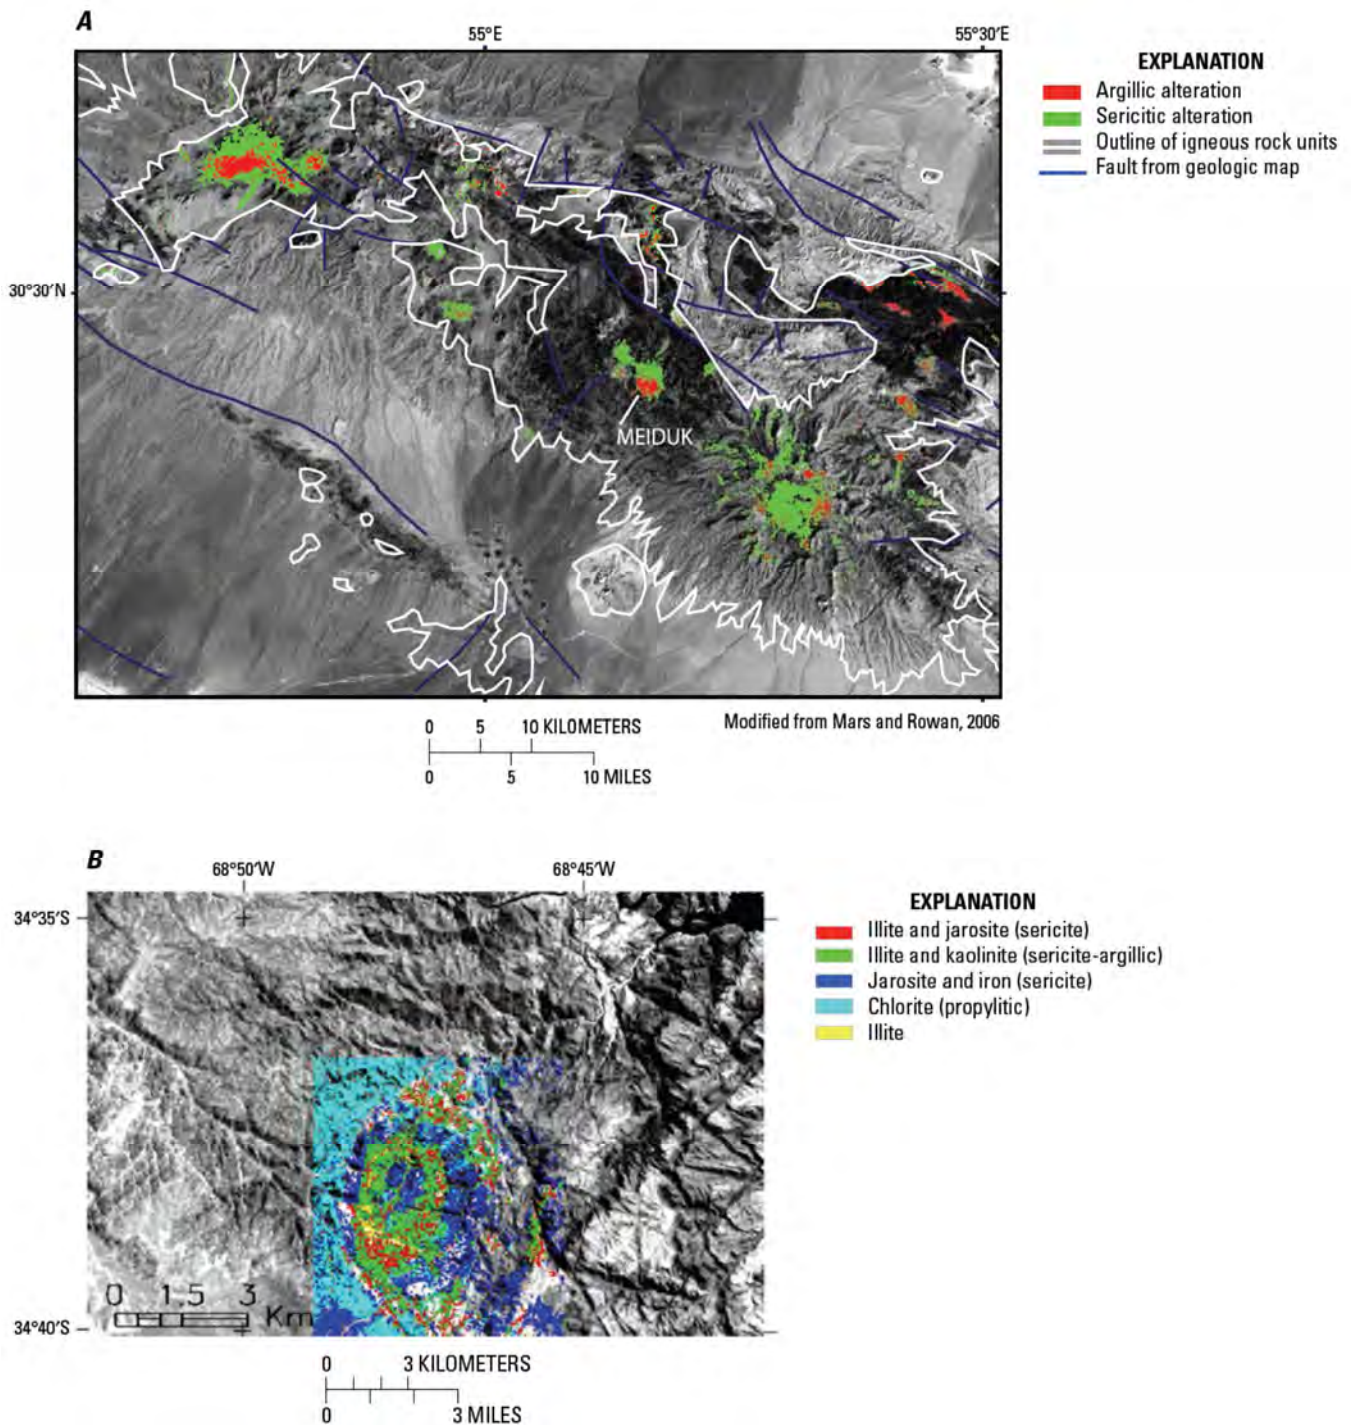 A
55°E
55°30′E
30°30′N
MEIDUK
EXPLANATION
Argillic alteration
Sericitic alteration
Outline of igneous rock units
Fault from geologic map
0 5 10 KILOMETERS
0 5 10 MILES
Modified from Mars and Rowan, 2006
B
68°50′W
68°45′W
34°35′S
34°40′S
EXPLANATION
Illite and jarosite (sericite)
Illite and kaolinite (sericite-argillic)
Jarosite and iron (sericite)
Chlorite (propylitic)
Illite
0 1.5 3
Km
0 3 KILOMETERS
0 3 MILES